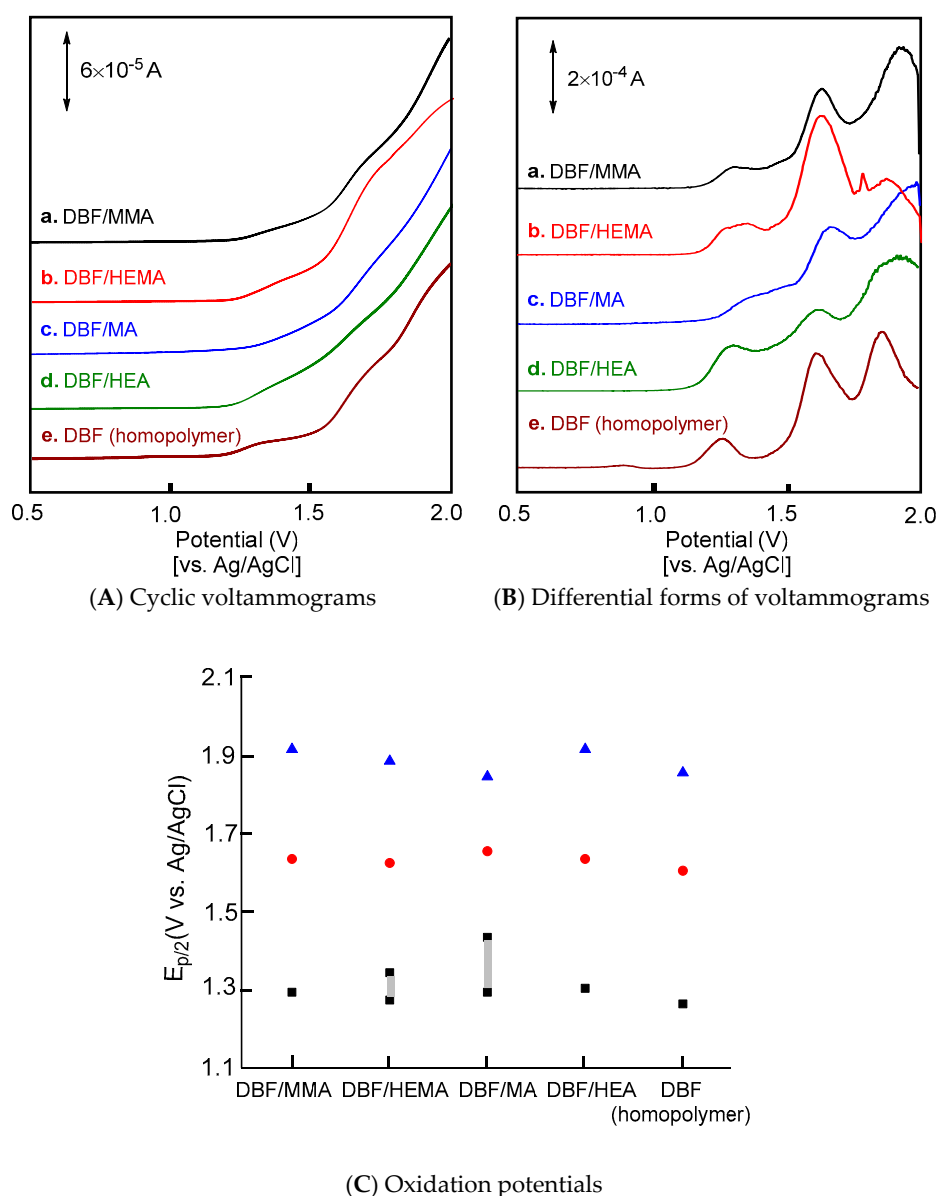 6×10⁻⁵ A
a. DBF/MMA
b. DBF/HEMA
c. DBF/MA
d. DBF/HEA
e. DBF (homopolymer)
0.5 1.0 1.5 2.0
Potential (V)
[vs. Ag/AgCl]
(A) Cyclic voltammograms
2×10⁻⁴ A
a. DBF/MMA
b. DBF/HEMA
c. DBF/MA
d. DBF/HEA
e. DBF (homopolymer)
0.5 1.0 1.5 2.0
Potential (V)
[vs. Ag/AgCl]
(B) Differential forms of voltammograms
E_p/2 (V vs. Ag/AgCl)
2.1
1.9
1.7
1.5
1.3
1.1
DBF/MMA DBF/HEMA DBF/MA DBF/HEA DBF
(homopolymer)
(C) Oxidation potentials